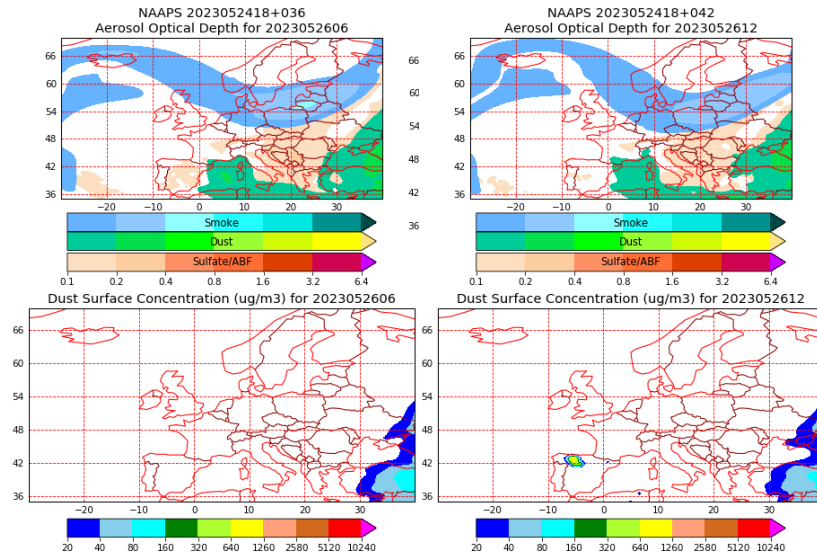 NAAPS 2023052418+036
Aerosol Optical Depth for 2023052606
66
60
54
48
42
36
−20 −10 0 10 20 30
66
60
54
48
42
36
Smoke
Dust
Sulfate/ABF
0.1 0.2 0.4 0.8 1.6 3.2 6.4
NAAPS 2023052418+042
Aerosol Optical Depth for 2023052612
−20 −10 0 10 20 30
Smoke
Dust
Sulfate/ABF
0.1 0.2 0.4 0.8 1.6 3.2 6.4
Dust Surface Concentration (ug/m3) for 2023052606
66
60
54
48
42
36
−20 −10 0 10 20 30
20 40 80 160 320 640 1260 2580 5120 10240
Dust Surface Concentration (ug/m3) for 2023052612
66
60
54
48
42
36
−20 −10 0 10 20 30
20 40 80 160 320 640 1260 2580 5120 10240